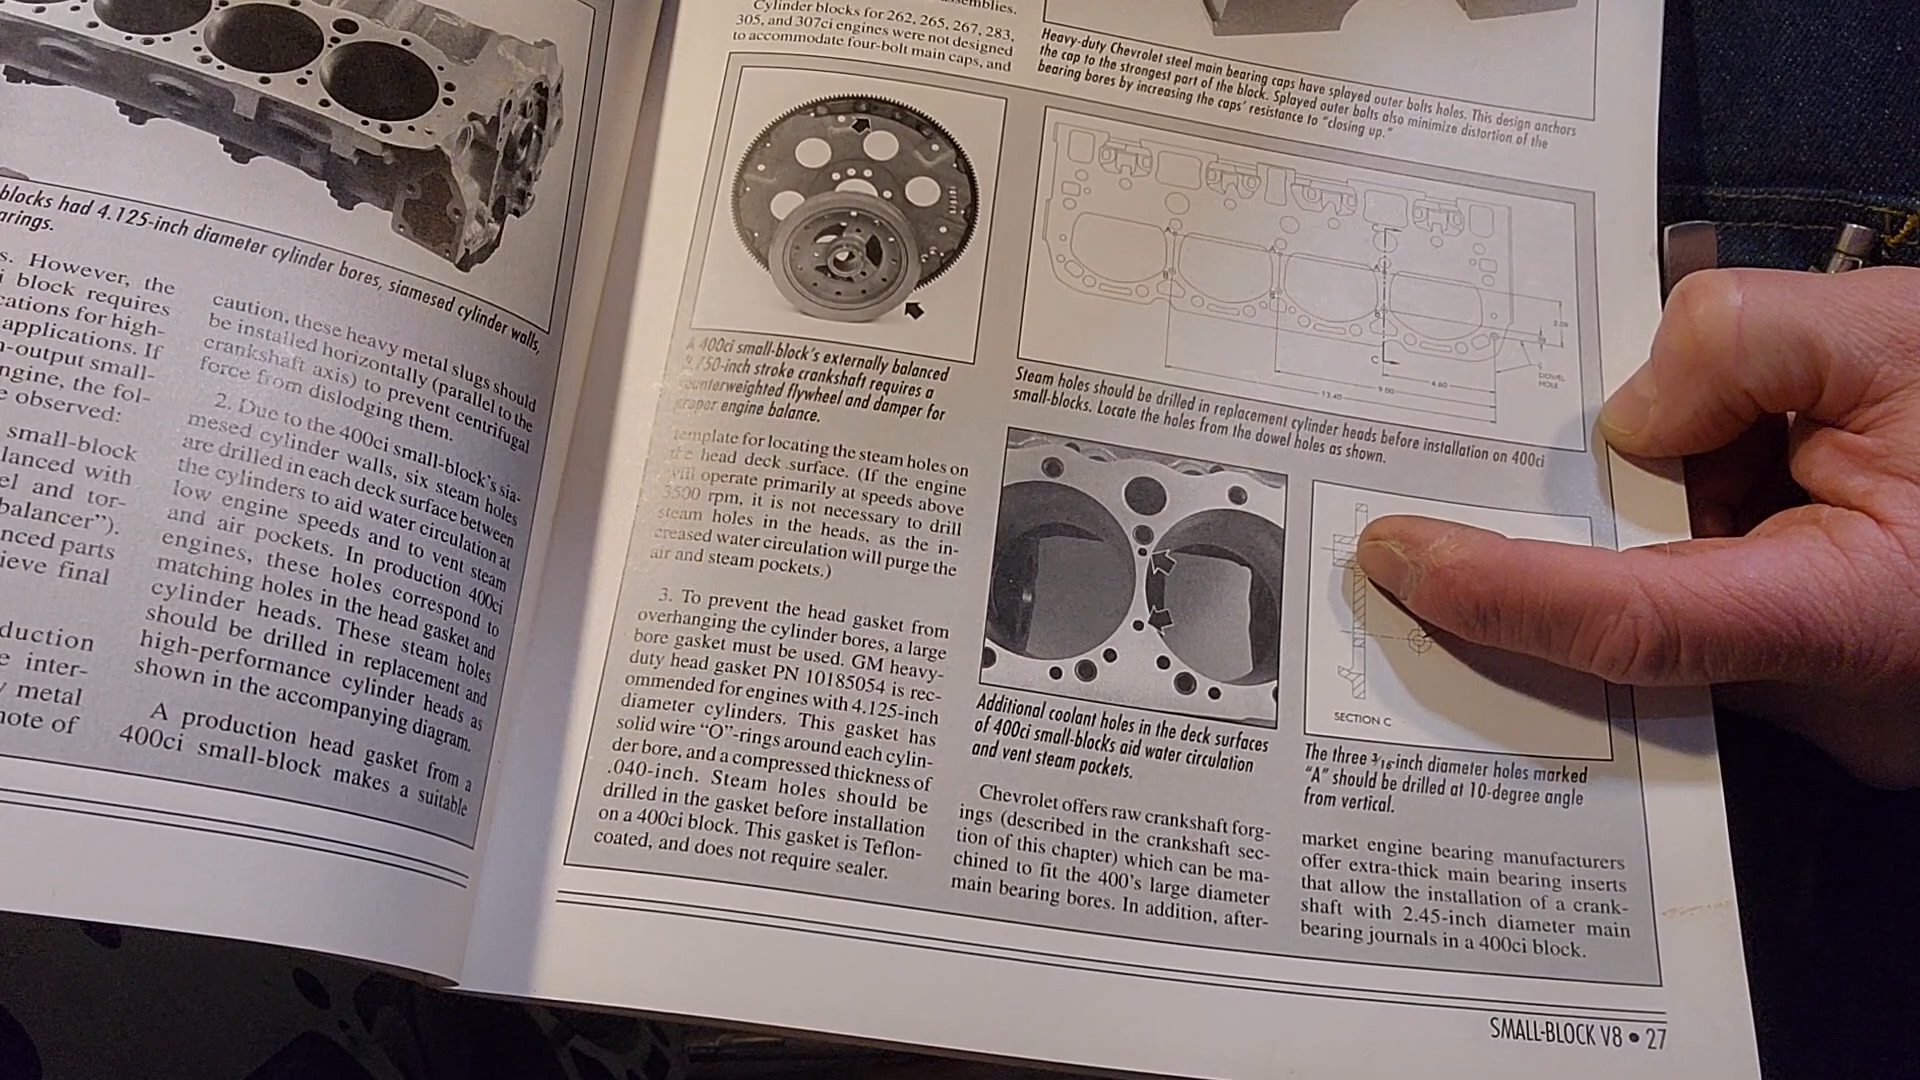 blocks had 4.125-inch diameter cylinder bores, siamesed cylinder walls,
arings.
s. However, the
i block requires
cations for high-
applications. If
n-output small-
ngine, the fol-
e observed:
small-block
lanced with
el and tor-
balancer").
nced parts
ieve final
duction
e inter-
y metal
note of
caution, these heavy metal slugs should
be installed horizontally (parallel to the
crankshaft axis) to prevent centrifugal
force from dislodging them.
2. Due to the 400ci small-block's sia-
mesed cylinder walls, six steam holes
are drilled in each deck surface between
the cylinders to aid water circulation at
low engine speeds and to vent steam
and air pockets. In production 400ci
engines, these holes correspond to
matching holes in the head gasket and
cylinder heads. These steam holes
should be drilled in replacement and
high-performance cylinder heads as
shown in the accompanying diagram.
A production head gasket from a
400ci small-block makes a suitable
semblies.
Cylinder blocks for 262, 265, 267, 283,
305, and 307ci engines were not designed
to accommodate four-bolt main caps, and
Heavy-duty Chevrolet steel main bearing caps have splayed outer bolts holes. This design anchors
the cap to the strongest part of the block. Splayed outer bolts also minimize distortion of the
bearing bores by increasing the caps' resistance to "closing up."
A 400ci small-block's externally balanced
3.750-inch stroke crankshaft requires a
counterweighted flywheel and damper for
proper engine balance.
A
B
A
B
A
B
C
4.60
9.00
13.40
DOWEL
HOLE
Steam holes should be drilled in replacement cylinder heads before installation on 400ci
small-blocks. Locate the holes from the dowel holes as shown.
template for locating the steam holes on
the head deck surface. (If the engine
will operate primarily at speeds above
3500 rpm, it is not necessary to drill
steam holes in the heads, as the in-
creased water circulation will purge the
air and steam pockets.)
3. To prevent the head gasket from
overhanging the cylinder bores, a large
bore gasket must be used. GM heavy-
duty head gasket PN 10185054 is rec-
ommended for engines with 4.125-inch
diameter cylinders. This gasket has
solid wire "O"-rings around each cylin-
der bore, and a compressed thickness of
.040-inch. Steam holes should be
drilled in the gasket before installation
on a 400ci block. This gasket is Teflon-
coated, and does not require sealer.
Additional coolant holes in the deck surfaces
of 400ci small-blocks aid water circulation
and vent steam pockets.
SECTION C
The three 3/16-inch diameter holes marked
"A" should be drilled at 10-degree angle
from vertical.
Chevrolet offers raw crankshaft forg-
ings (described in the crankshaft sec-
tion of this chapter) which can be ma-
chined to fit the 400's large diameter
main bearing bores. In addition, after-
market engine bearing manufacturers
offer extra-thick main bearing inserts
that allow the installation of a crank-
shaft with 2.45-inch diameter main
bearing journals in a 400ci block.
SMALL-BLOCK V8 • 27